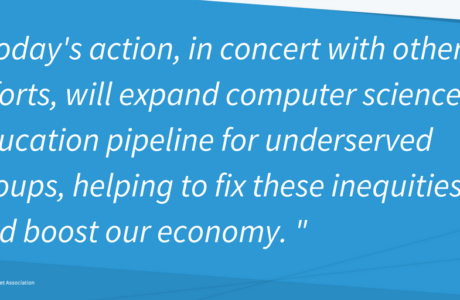 oday's action, in concert with other
orts, will expand computer science
ucation pipeline for underserved
oups, helping to fix these inequities
d boost our economy. "
et Association